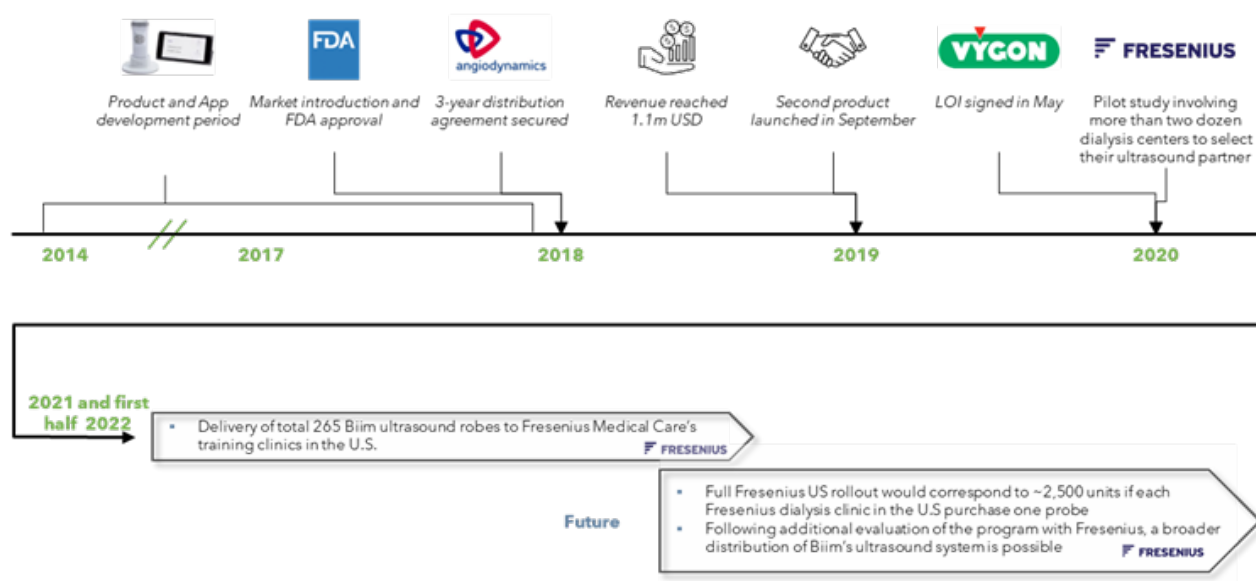 FDA
angiodynamics
VYGON
FRESENIUS
Product and App
development period
Market introduction and
FDA approval
3-year distribution
agreement secured
Revenue reached
1.1m USD
Second product
launched in September
LOI signed in May
Pilot study involving
more than two dozen
dialysis centers to select
their ultrasound partner
2014
2017
2018
2019
2020
2021 and first
half 2022
▪ Delivery of total 265 Biim ultrasound robes to Fresenius Medical Care's
training clinics in the U.S.
FRESENIUS
Future
▪ Full Fresenius US rollout would correspond to ~2,500 units if each
Fresenius dialysis clinic in the U.S purchase one probe
▪ Following additional evaluation of the program with Fresenius, a broader
distribution of Biim's ultrasound system is possible
FRESENIUS